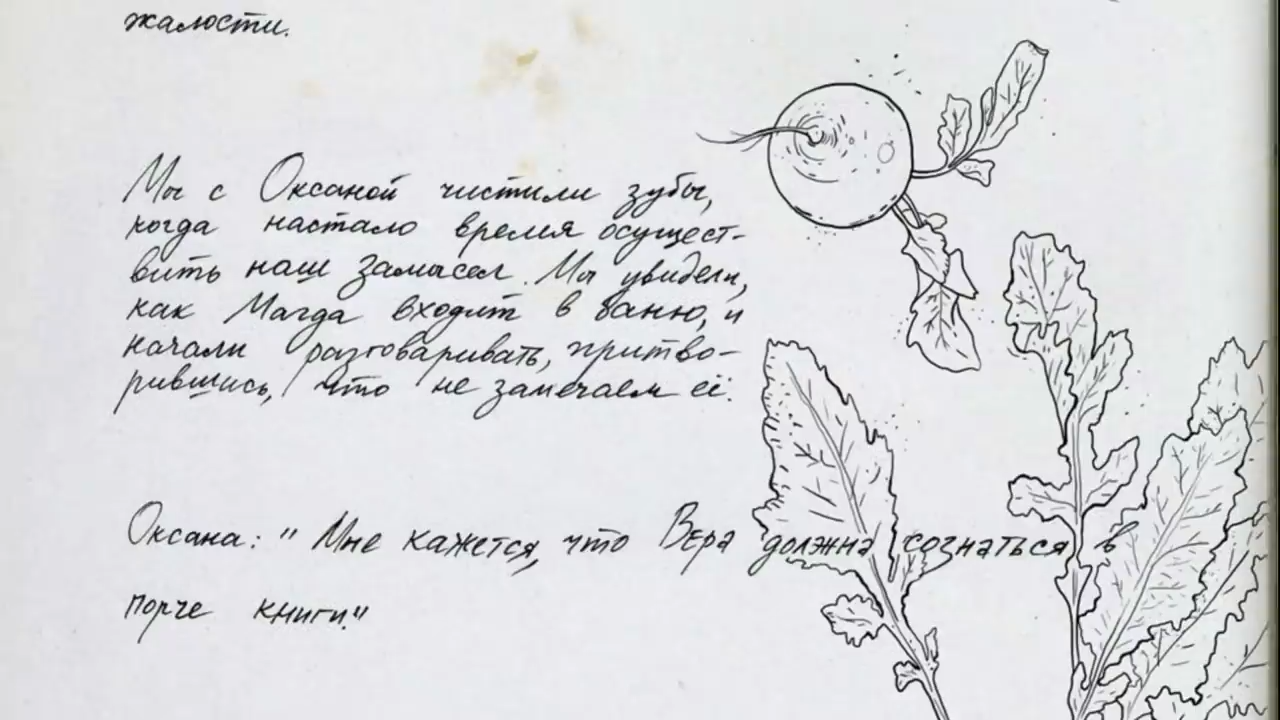 жалости.
Мы с Оксаной чистили зубы,
когда настало время осущест-
вить наш замысел. Мы увидели,
как Магда входит в ванную, и
начали разговаривать, притво-
рившись, что не замечаем её.
Оксана: "Мне кажется, что Вера должна сознаться в
порче книги."